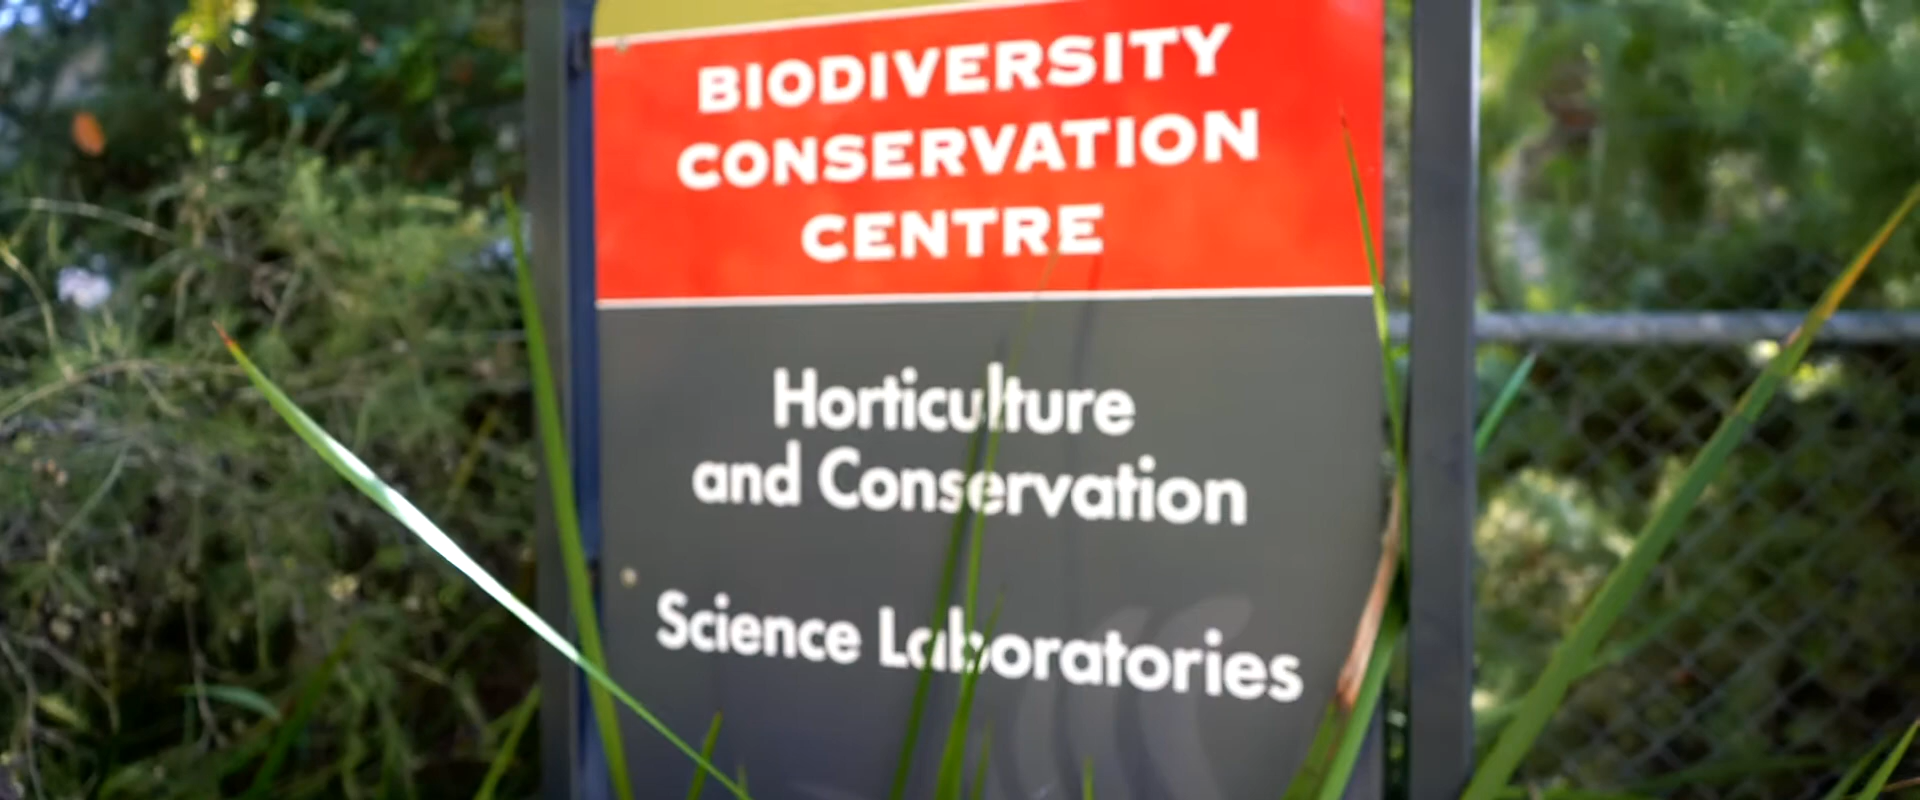 BIODIVERSITY
CONSERVATION
CENTRE
Horticulture
and Conservation
Science Laboratories